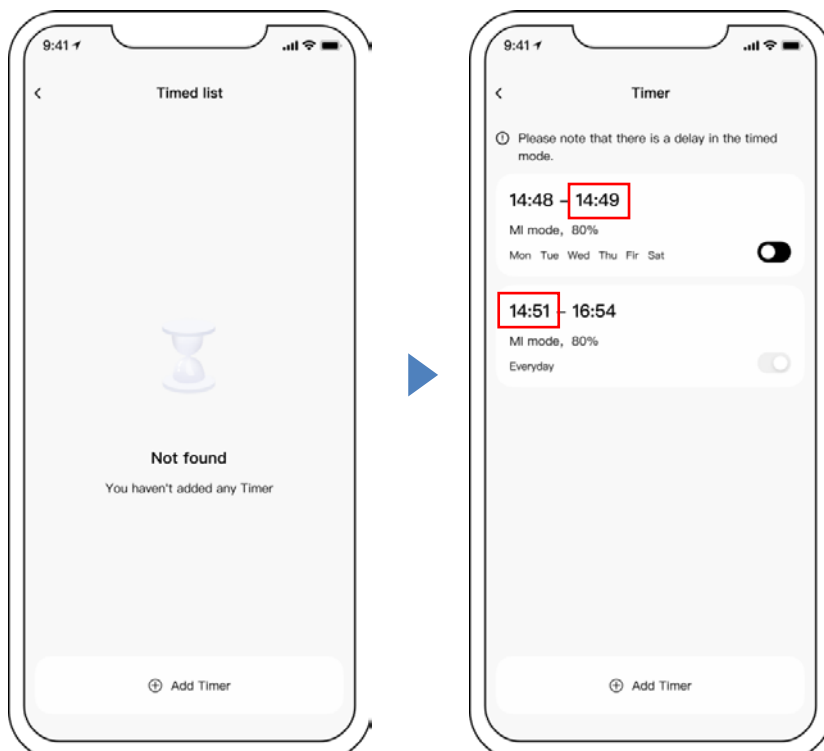 9:41
Timed list
Not found
You haven't added any Timer
Add Timer
9:41
Timer
Please note that there is a delay in the timed
mode.
14:48 – 14:49
MI mode, 80%
Mon Tue Wed Thu Fir Sat
14:51 – 16:54
MI mode, 80%
Everyday
Add Timer